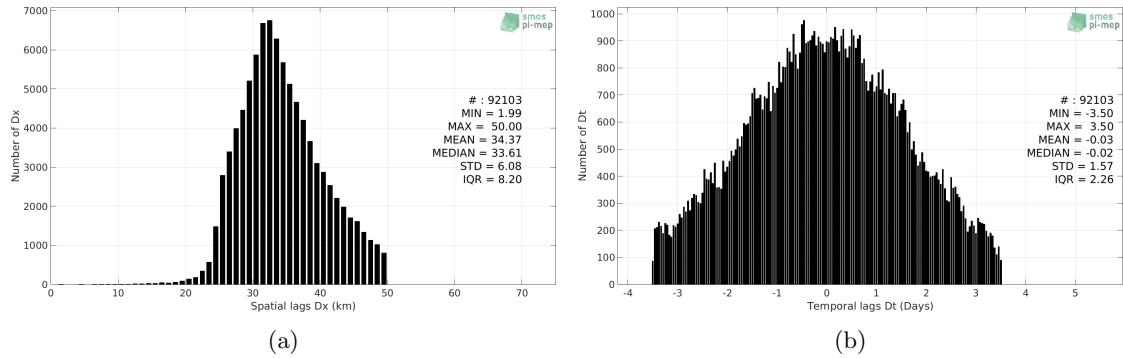 7000
6000
5000
4000
3000
2000
1000
0
Number of Dx
smos
pi-mep
# : 92103
MIN = 1.99
MAX = 50.00
MEAN = 34.37
MEDIAN = 33.61
STD = 6.08
IQR = 8.20
0 10 20 30 40 50 60 70
Spatial lags Dx (km)
(a)
1000
900
800
700
600
500
400
300
200
100
0
Number of Dt
smos
pi-mep
# : 92103
MIN = -3.50
MAX = 3.50
MEAN = -0.03
MEDIAN = -0.02
STD = 1.57
IQR = 2.26
-4 -3 -2 -1 0 1 2 3 4 5
Temporal lags Dt (Days)
(b)